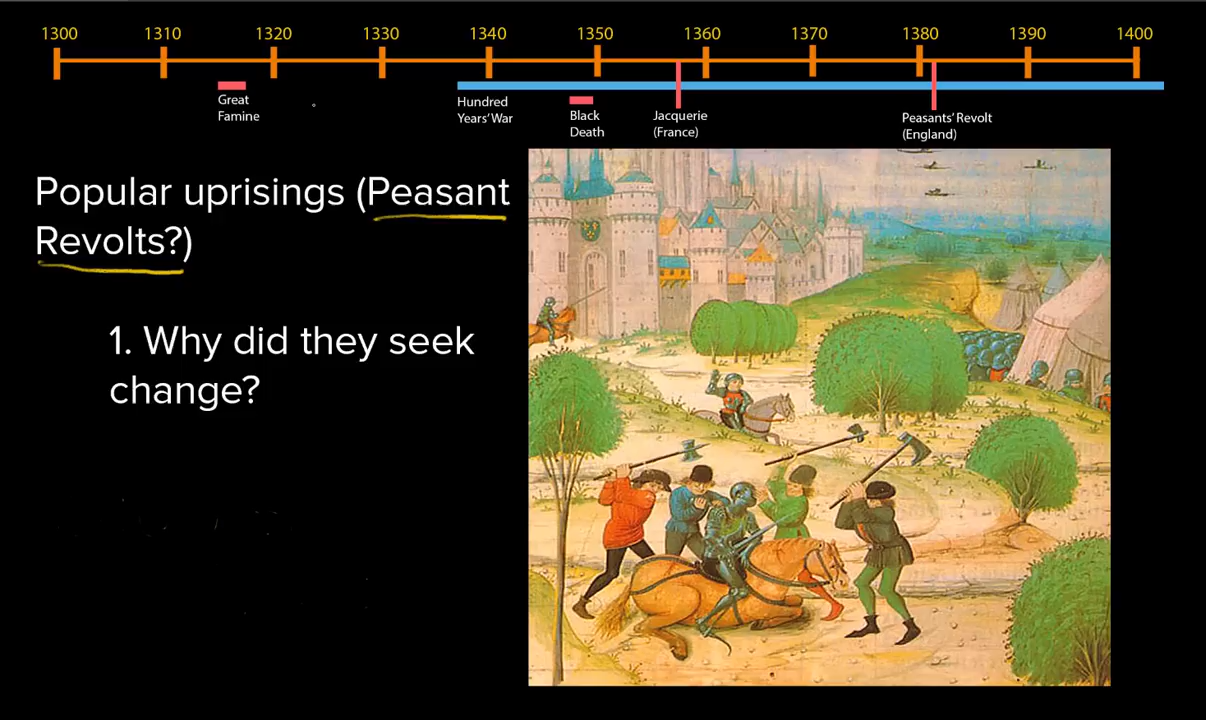 1300 1310 1320 1330 1340 1350 1360 1370 1380 1390 1400
Great
Famine
Hundred
Years' War
Black
Death
Jacquerie
(France)
Peasants' Revolt
(England)
Popular uprisings (Peasant
Revolts?)
1. Why did they seek
change?